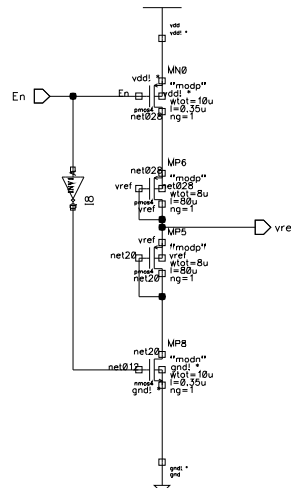 vdd
vdd! *
MN0
vdd! *
"modp"
En
En
vdd! *
wtot=10u
pmos4
l=0.35u
net028
ng=1
MP6
net028
"modp"
vref
net028
wtot=8u
pmos4
l=80u
vref
ng=1
INV1
I8
vre
MP5
vref
"modp"
net20
vref
wtot=8u
pmos4
l=80u
net20
ng=1
MP8
net20
"modn"
net012
gnd! *
wtot=10u
l=0.35u
gnd! *
ng=1
gnd! *
gnd